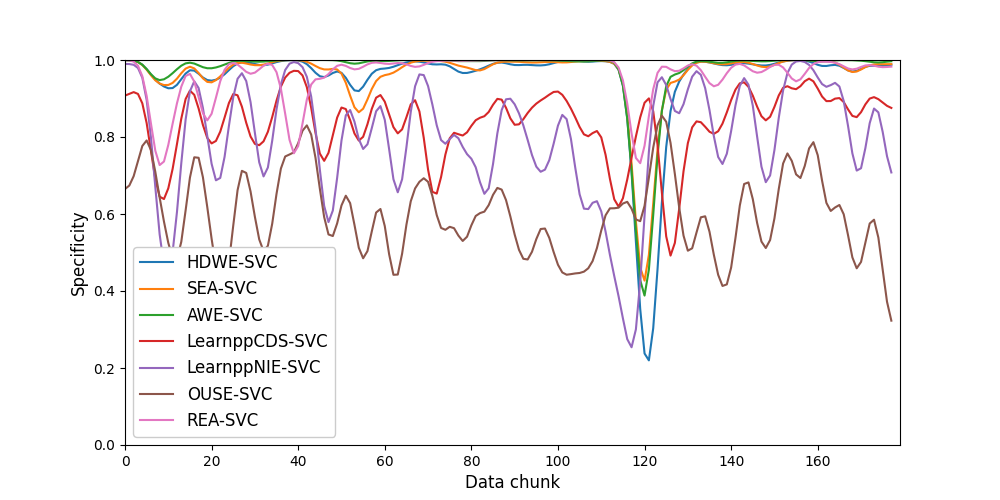 1.0
0.8
0.6
0.4
0.2
0.0
Specificity
HDWE-SVC
SEA-SVC
AWE-SVC
LearnppCDS-SVC
LearnppNIE-SVC
OUSE-SVC
REA-SVC
0 20 40 60 80 100 120 140 160
Data chunk